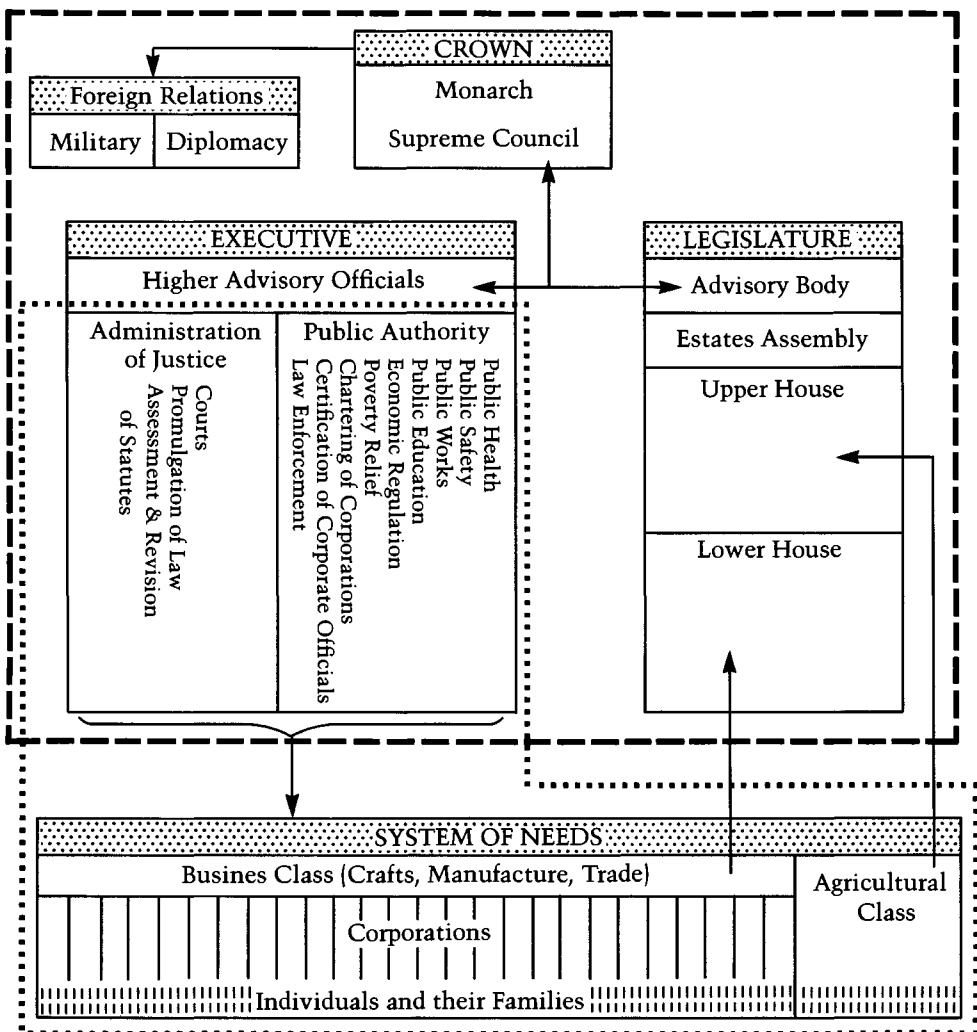 CROWN
Monarch
Supreme Council
Foreign Relations
Military
Diplomacy
EXECUTIVE
Higher Advisory Officials
Administration
of Justice
Courts
Promulgation of Law
Assessment & Revision
of Statutes
Public Authority
Public Health
Public Safety
Public Works
Public Education
Economic Regulation
Poverty Relief
Chartering of Corporations
Certification of Corporate Officials
Law Enforcement
LEGISLATURE
Advisory Body
Estates Assembly
Upper House
Lower House
SYSTEM OF NEEDS
Busines Class (Crafts, Manufacture, Trade)
Agricultural
Class
Corporations
Individuals and their Families